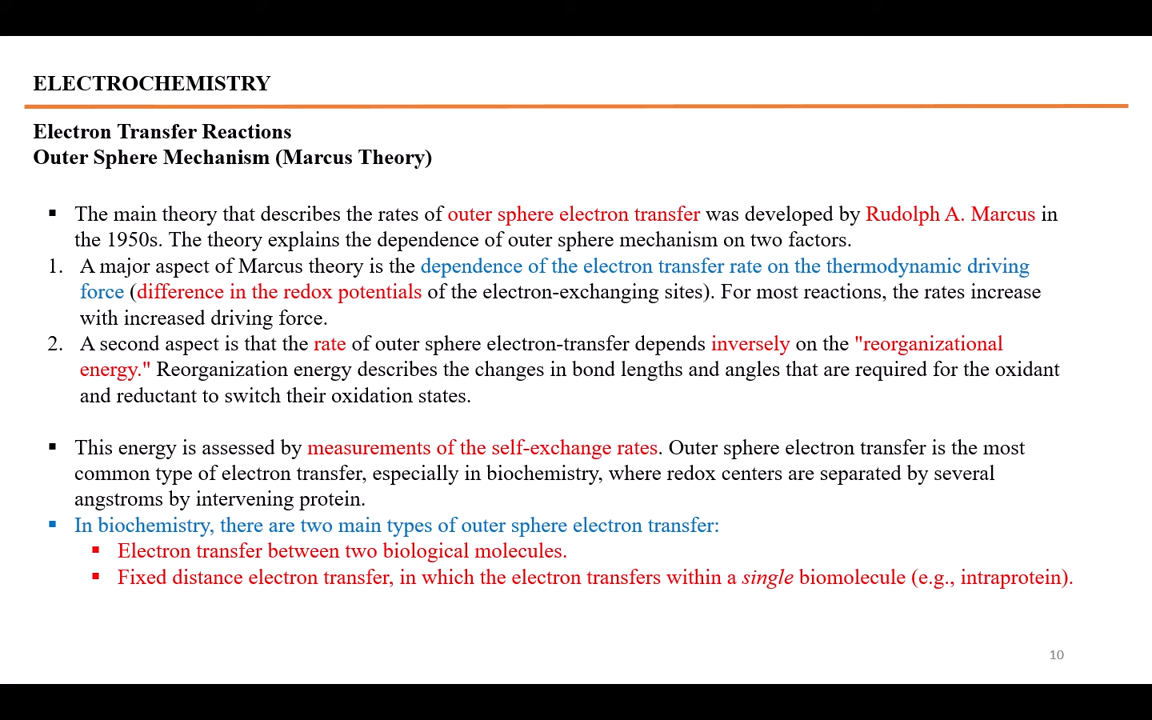 ELECTROCHEMISTRY
Electron Transfer Reactions
Outer Sphere Mechanism (Marcus Theory)
▪ The main theory that describes the rates of outer sphere electron transfer was developed by Rudolph A. Marcus in
the 1950s. The theory explains the dependence of outer sphere mechanism on two factors.
1. A major aspect of Marcus theory is the dependence of the electron transfer rate on the thermodynamic driving
force (difference in the redox potentials of the electron-exchanging sites). For most reactions, the rates increase
with increased driving force.
2. A second aspect is that the rate of outer sphere electron-transfer depends inversely on the "reorganizational
energy." Reorganization energy describes the changes in bond lengths and angles that are required for the oxidant
and reductant to switch their oxidation states.
▪ This energy is assessed by measurements of the self-exchange rates. Outer sphere electron transfer is the most
common type of electron transfer, especially in biochemistry, where redox centers are separated by several
angstroms by intervening protein.
▪ In biochemistry, there are two main types of outer sphere electron transfer:
▪ Electron transfer between two biological molecules.
▪ Fixed distance electron transfer, in which the electron transfers within a single biomolecule (e.g., intraprotein).
10